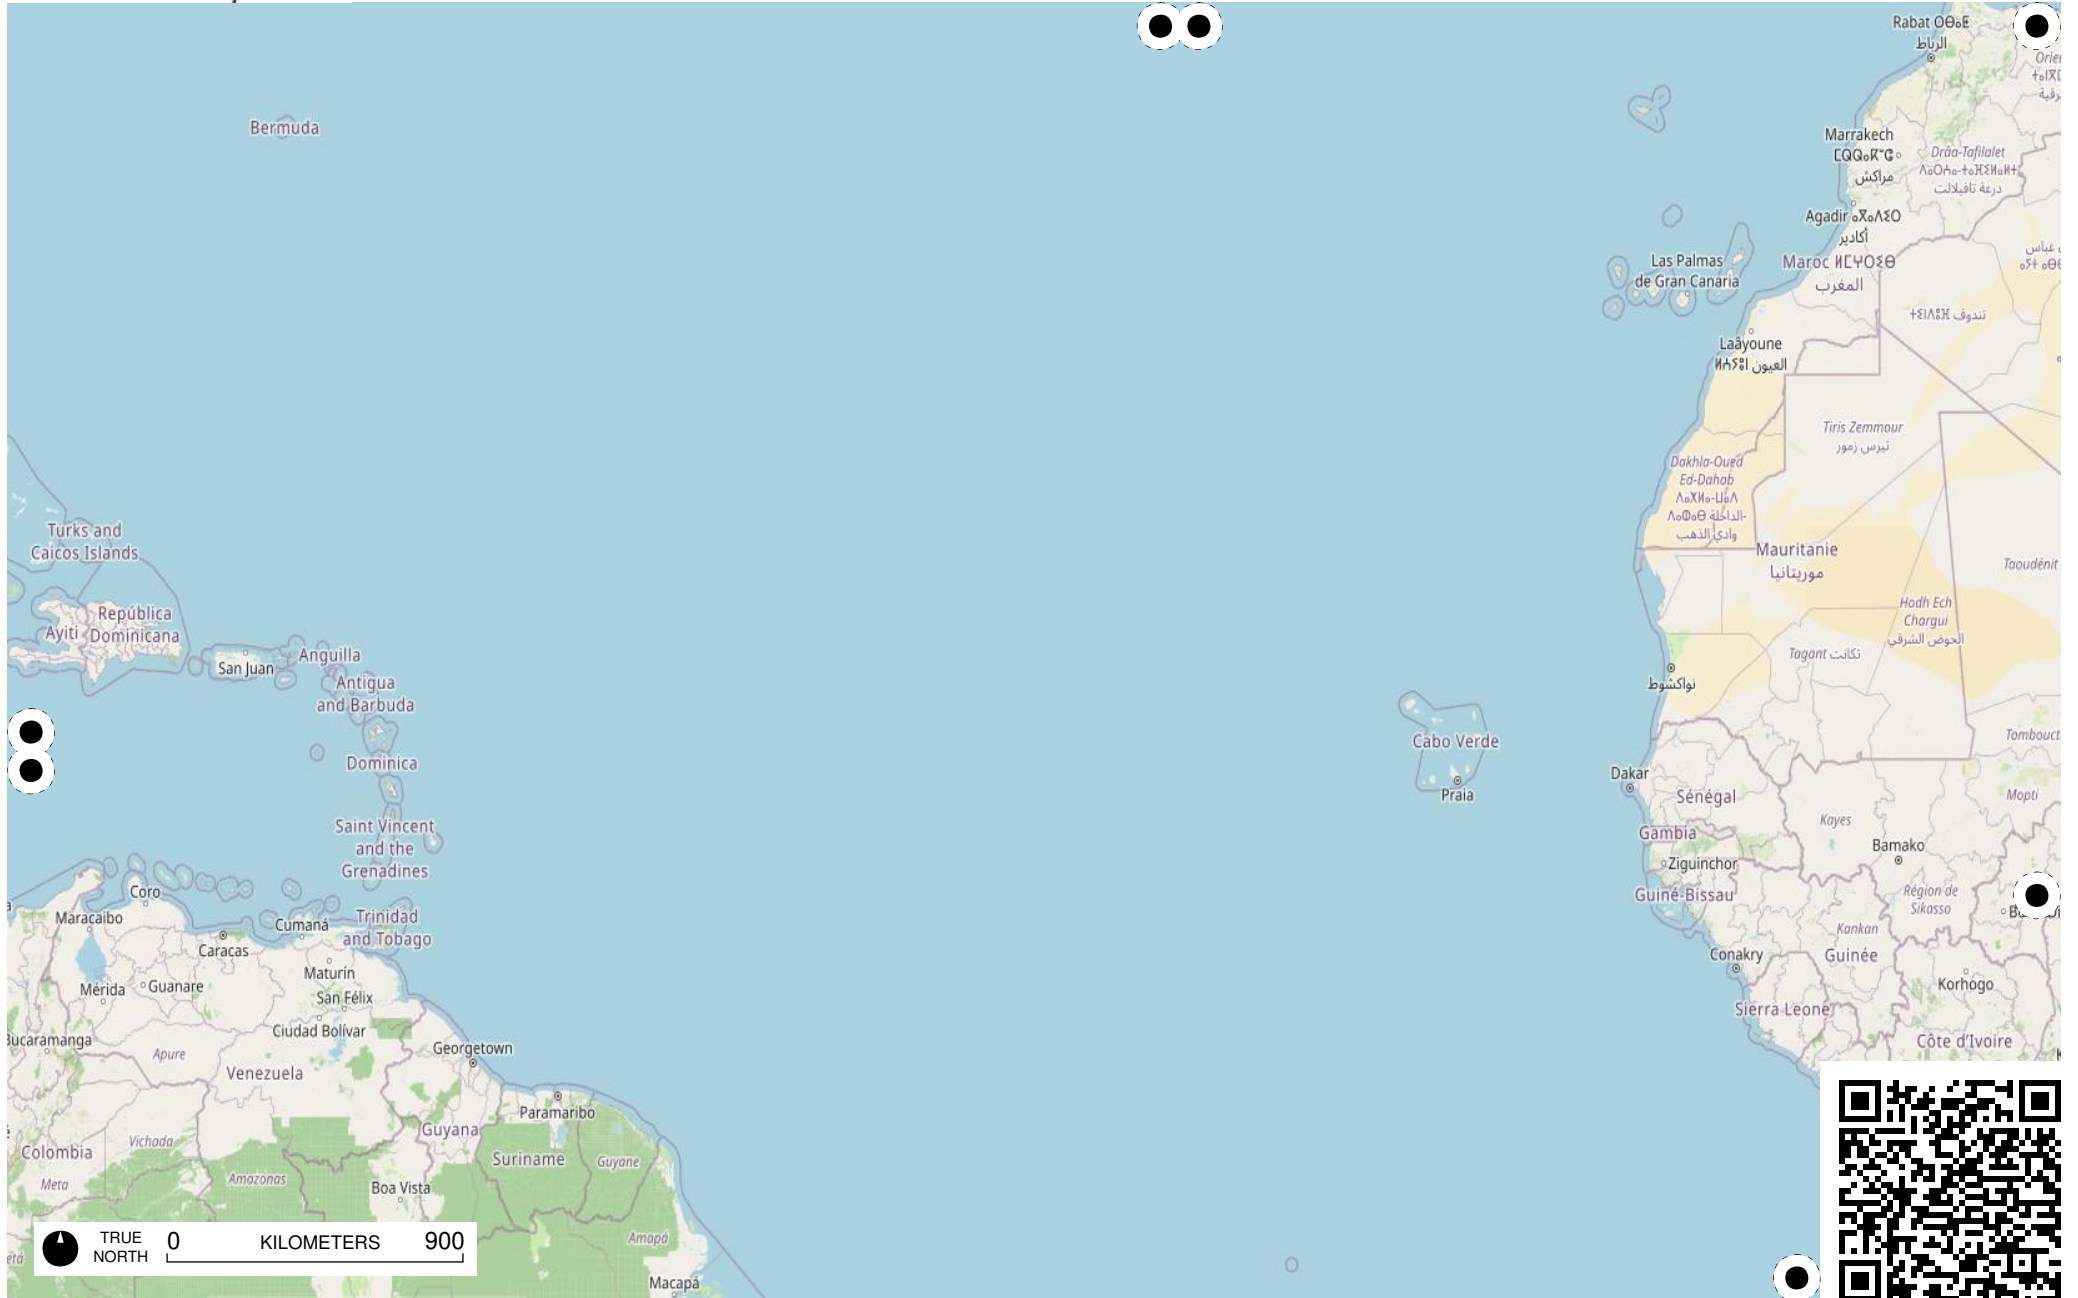 Rabat ⵔⴱⴰⵟ
الرباط
Bermuda
Marrakech
مراكش
Drâa-Tafilalet
درعة تافيلالت
Agadir
أكادير
Las Palmas
de Gran Canaria
Maroc ⵍⵎⵖⵔⵉⴱ
المغرب
تندوف
Laâyoune
العيون
Tiris Zemmour
تيرس زمور
Dakhla-Oued
Ed-Dahab
الداخلة-
وادي الذهب
Turks and
Caicos Islands
Mauritanie
موريتانيا
Taoudénit
Hodh Ech
Chargui
الحوض الشرقي
República
Dominicana
Ayiti
San Juan
Anguilla
Tagant تكانت
Antigua
and Barbuda
نواكشوط
Cabo Verde
Praia
Tombouct
Dominica
Dakar
Sénégal
Mopti
Kayes
Saint Vincent
and the
Grenadines
Gambia
Bamako
Ziguinchor
Guiné-Bissau
Région de
Sikasso
Coro
Maracaibo
Cumaná
Trinidad
and Tobago
Caracas
Kankan
Guinée
Conakry
Maturín
Mérida
Guanare
San Félix
Korhogo
Sierra Leone
Ciudad Bolívar
Bucaramanga
Georgetown
Côte d'Ivoire
Apure
Venezuela
Paramaribo
Guyana
Vichada
Colombia
Suriname
Guyane
Meta
Amazonas
Boa Vista
Amapá
Macapá
TRUE
NORTH
0 KILOMETERS 900